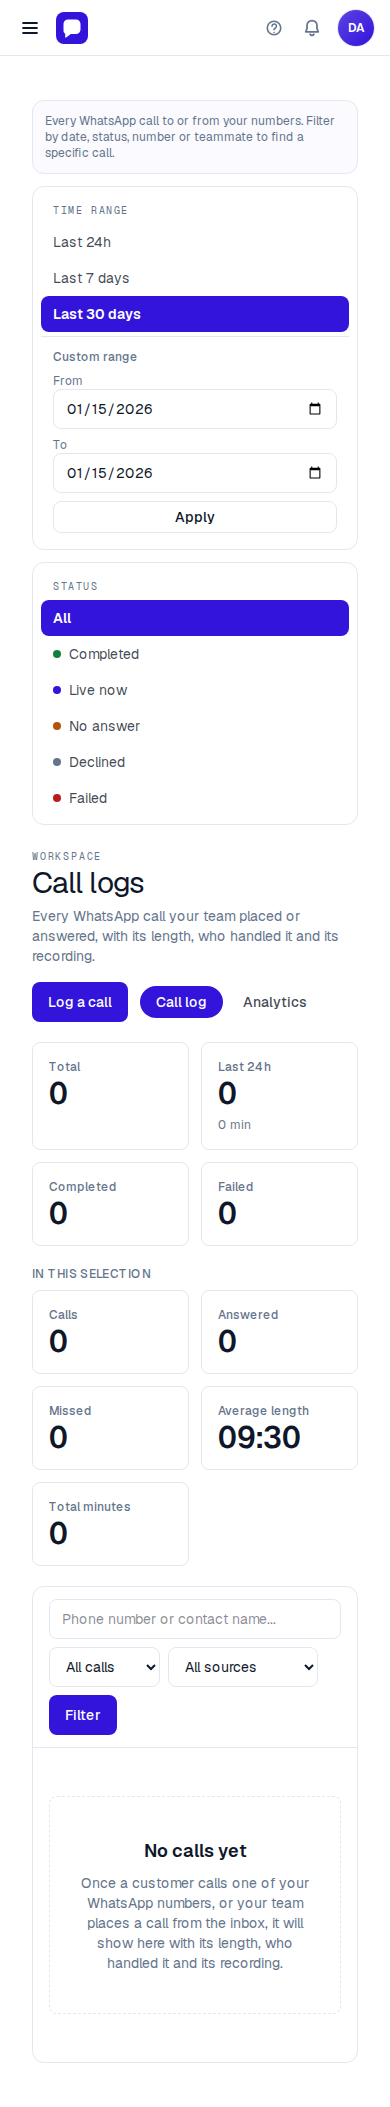 DA
Every WhatsApp call to or from your numbers. Filter
by date, status, number or teammate to find a
specific call.
TIME RANGE
Last 24h
Last 7 days
Last 30 days
Custom range
From
01/15/2026
To
01/15/2026
Apply
STATUS
All
Completed
Live now
No answer
Declined
Failed
WORKSPACE
Call logs
Every WhatsApp call your team placed or
answered, with its length, who handled it and its
recording.
Log a call
Call log
Analytics
Total
0
Last 24h
0
0 min
Completed
0
Failed
0
IN THIS SELECTION
Calls
0
Answered
0
Missed
0
Average length
09:30
Total minutes
0
Phone number or contact name...
All calls
All sources
Filter
No calls yet
Once a customer calls one of your
WhatsApp numbers, or your team
places a call from the inbox, it will
show here with its length, who
handled it and its recording.